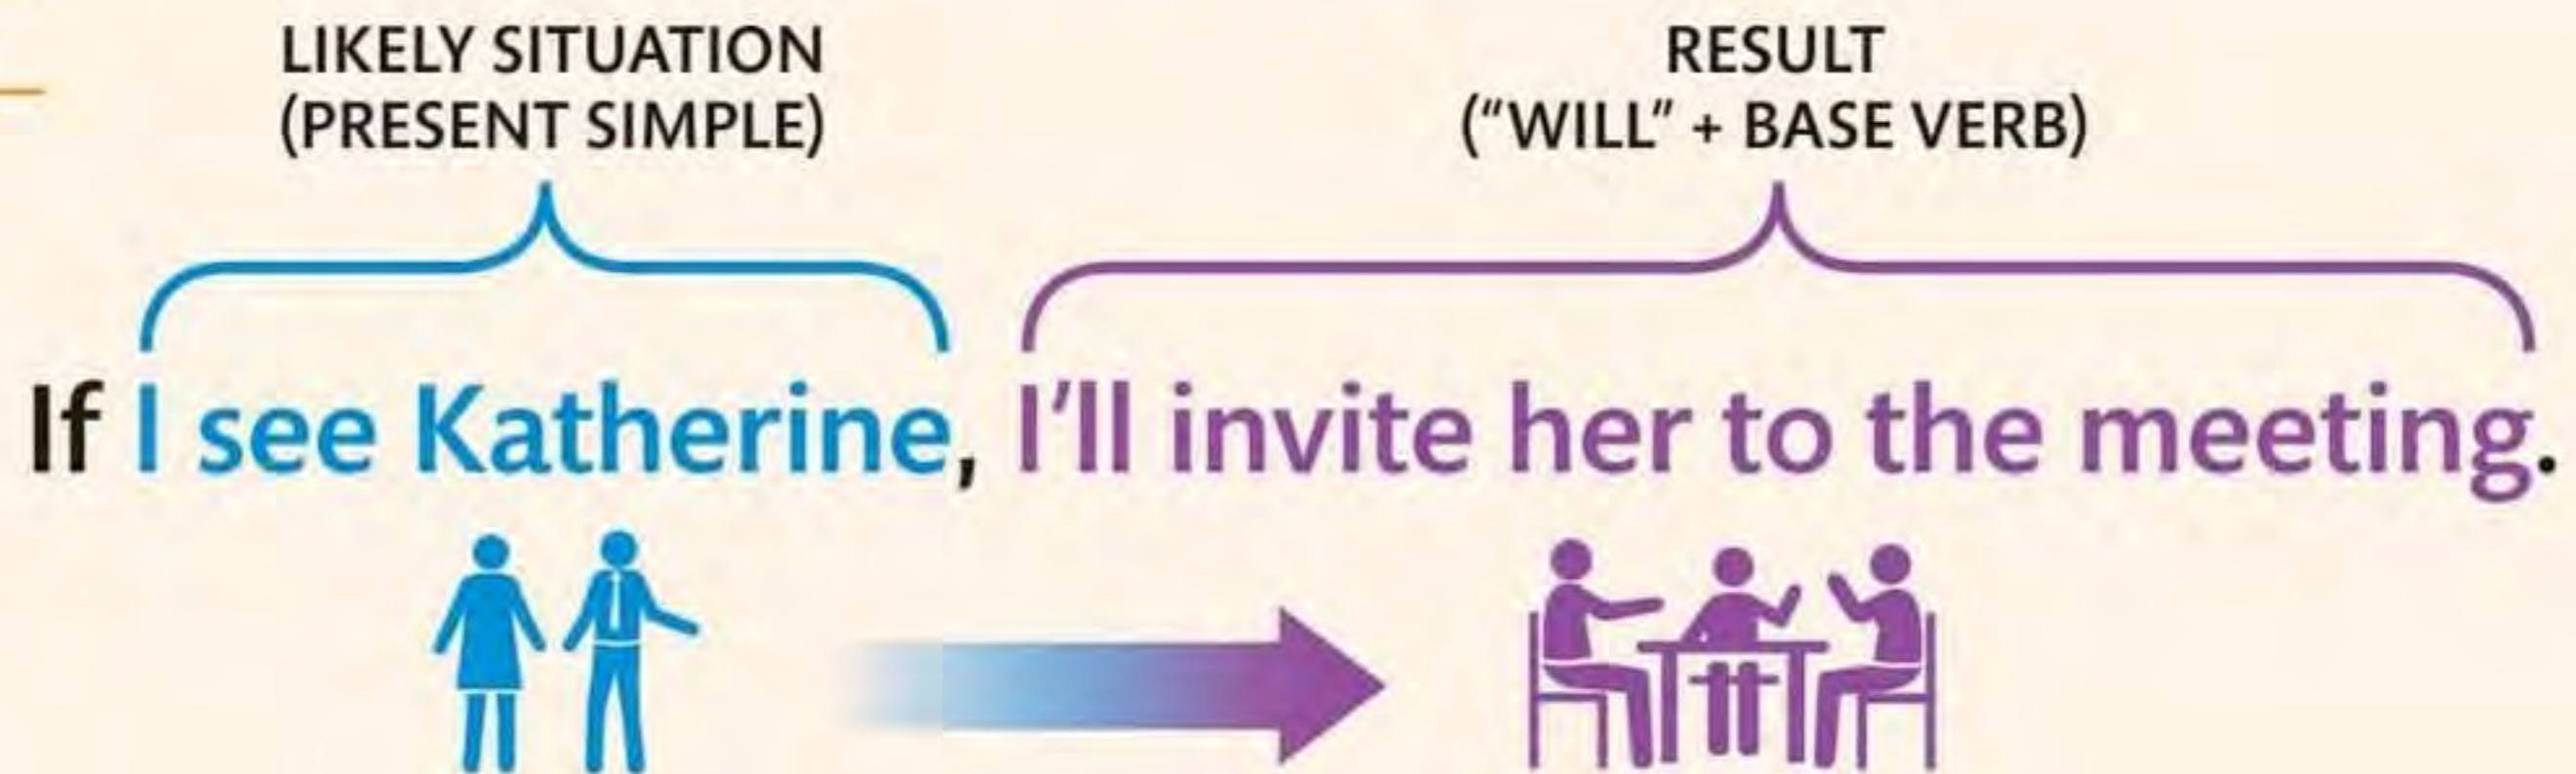 LIKELY SITUATION
(PRESENT SIMPLE)
RESULT
(“WILL” + BASE VERB)
If I see Katherine, I’ll invite her to the meeting.